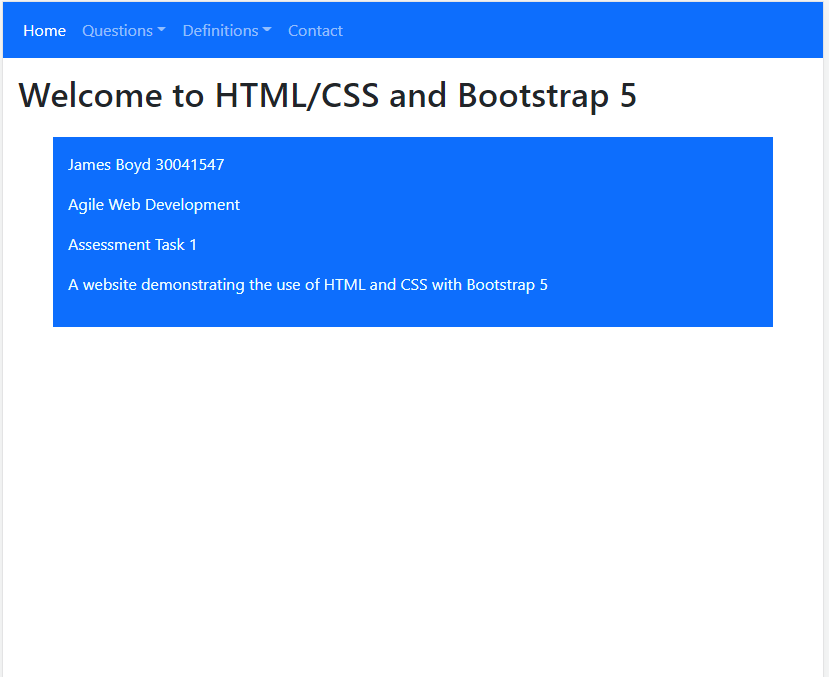 Home Questions Definitions Contact
Welcome to HTML/CSS and Bootstrap 5
James Boyd 30041547
Agile Web Development
Assessment Task 1
A website demonstrating the use of HTML and CSS with Bootstrap 5